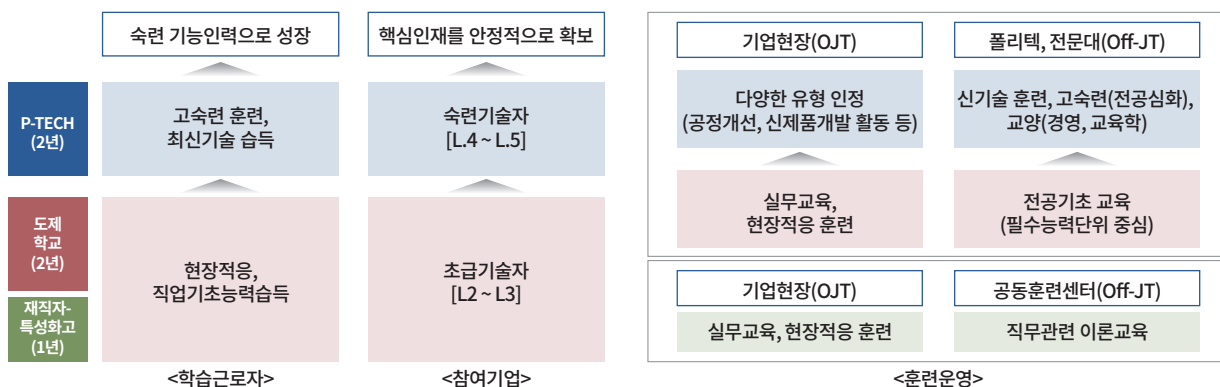 숙련 기능인력으로 성장
핵심인재를 안정적으로 확보
P-TECH
(2년)
고숙련 훈련,
최신기술 습득
숙련기술자
[L.4 ~ L.5]
도제
학교
(2년)
재직자-
특성화고
(1년)
현장적응,
직업기초능력습득
초급기술자
[L2 ~ L3]
<학습근로자>
<참여기업>
기업현장(OJT)
폴리텍, 전문대(Off-JT)
다양한 유형 인정
(공정개선, 신제품개발 활동 등)
신기술 훈련, 고숙련(전공심화),
교양(경영, 교육학)
실무교육,
현장적응 훈련
전공기초 교육
(필수능력단위 중심)
기업현장(OJT)
공동훈련센터(Off-JT)
실무교육, 현장적응 훈련
직무관련 이론교육
<훈련운영>